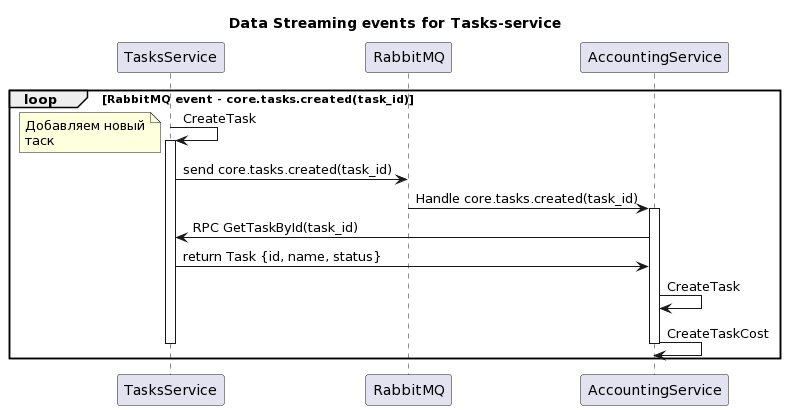 Data Streaming events for Tasks-service
TasksService
RabbitMQ
AccountingService
loop
[RabbitMQ event - core.tasks.created(task_id)]
Добавляем новый
таск
CreateTask
send core.tasks.created(task_id)
Handle core.tasks.created(task_id)
RPC GetTaskById(task_id)
return Task {id, name, status}
CreateTask
CreateTaskCost
TasksService
RabbitMQ
AccountingService